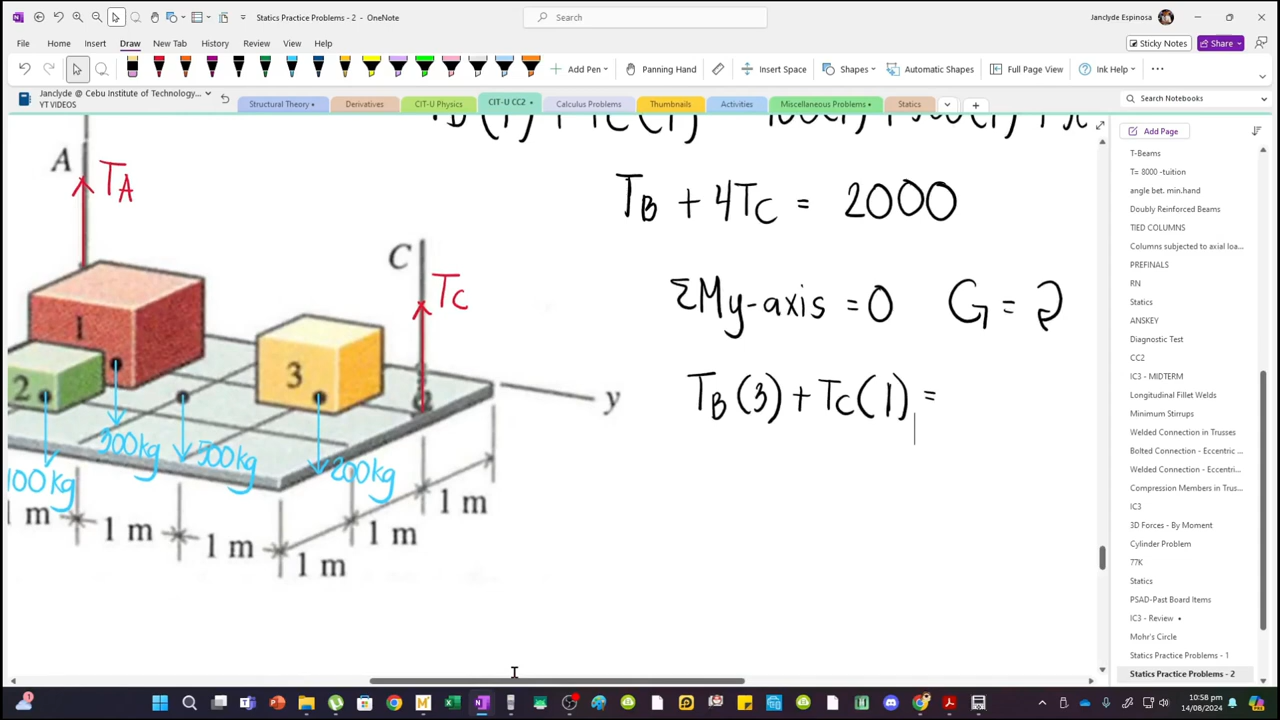 Statics Practice Problems - 2 - OneNote
Search
Janclyde Espinosa
File Home Insert Draw New Tab History Review View Help
Sticky Notes
Share
Add Pen
Panning Hand
Insert Space
Shapes
Automatic Shapes
Full Page View
Ink Help
Janclyde @ Cebu Institute of Technology...
YT VIDEOS
Structural Theory
Derivatives
CIT-U Physics
CIT-U CC2
Calculus Problems
Thumbnails
Activities
Miscellaneous Problems
Statics
Search Notebooks
Add Page
T-Beams
T= 8000 -tuition
angle bet. min.hand
Doubly Reinforced Beams
TIED COLUMNS
Columns subjected to axial loa...
PREFINALS
RN
Statics
ANSKEY
Diagnostic Test
CC2
IC3 - MIDTERM
Longitudinal Fillet Welds
Minimum Stirrups
Welded Connection in Trusses
Bolted Connection - Eccentric ...
Welded Connection - Eccentri...
Compression Members in Trus...
IC3
3D Forces - By Moment
Cylinder Problem
77K
Statics
PSAD-Past Board Items
IC3 - Review
Mohr's Circle
Statics Practice Problems - 1
Statics Practice Problems - 2
A
TA
C
TC
1
2
3
y
300kg
500kg
200kg
100kg
1 m
1 m
1 m
1 m
1 m
1 m
TB + 4TC = 2000
ΣMy-axis = 0 G = 2
TB(3) + TC(1) =
10:58 pm
14/08/2024